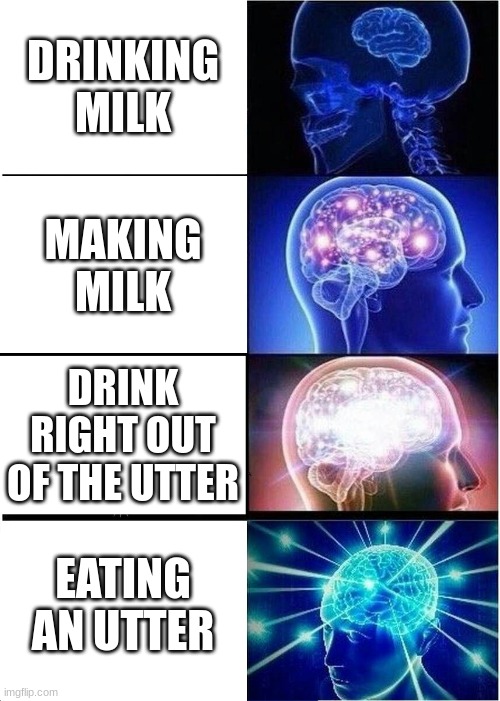 DRINKING
MILK
MAKING
MILK
DRINK
RIGHT OUT
OF THE UTTER
EATING
AN UTTER
imgflip.com